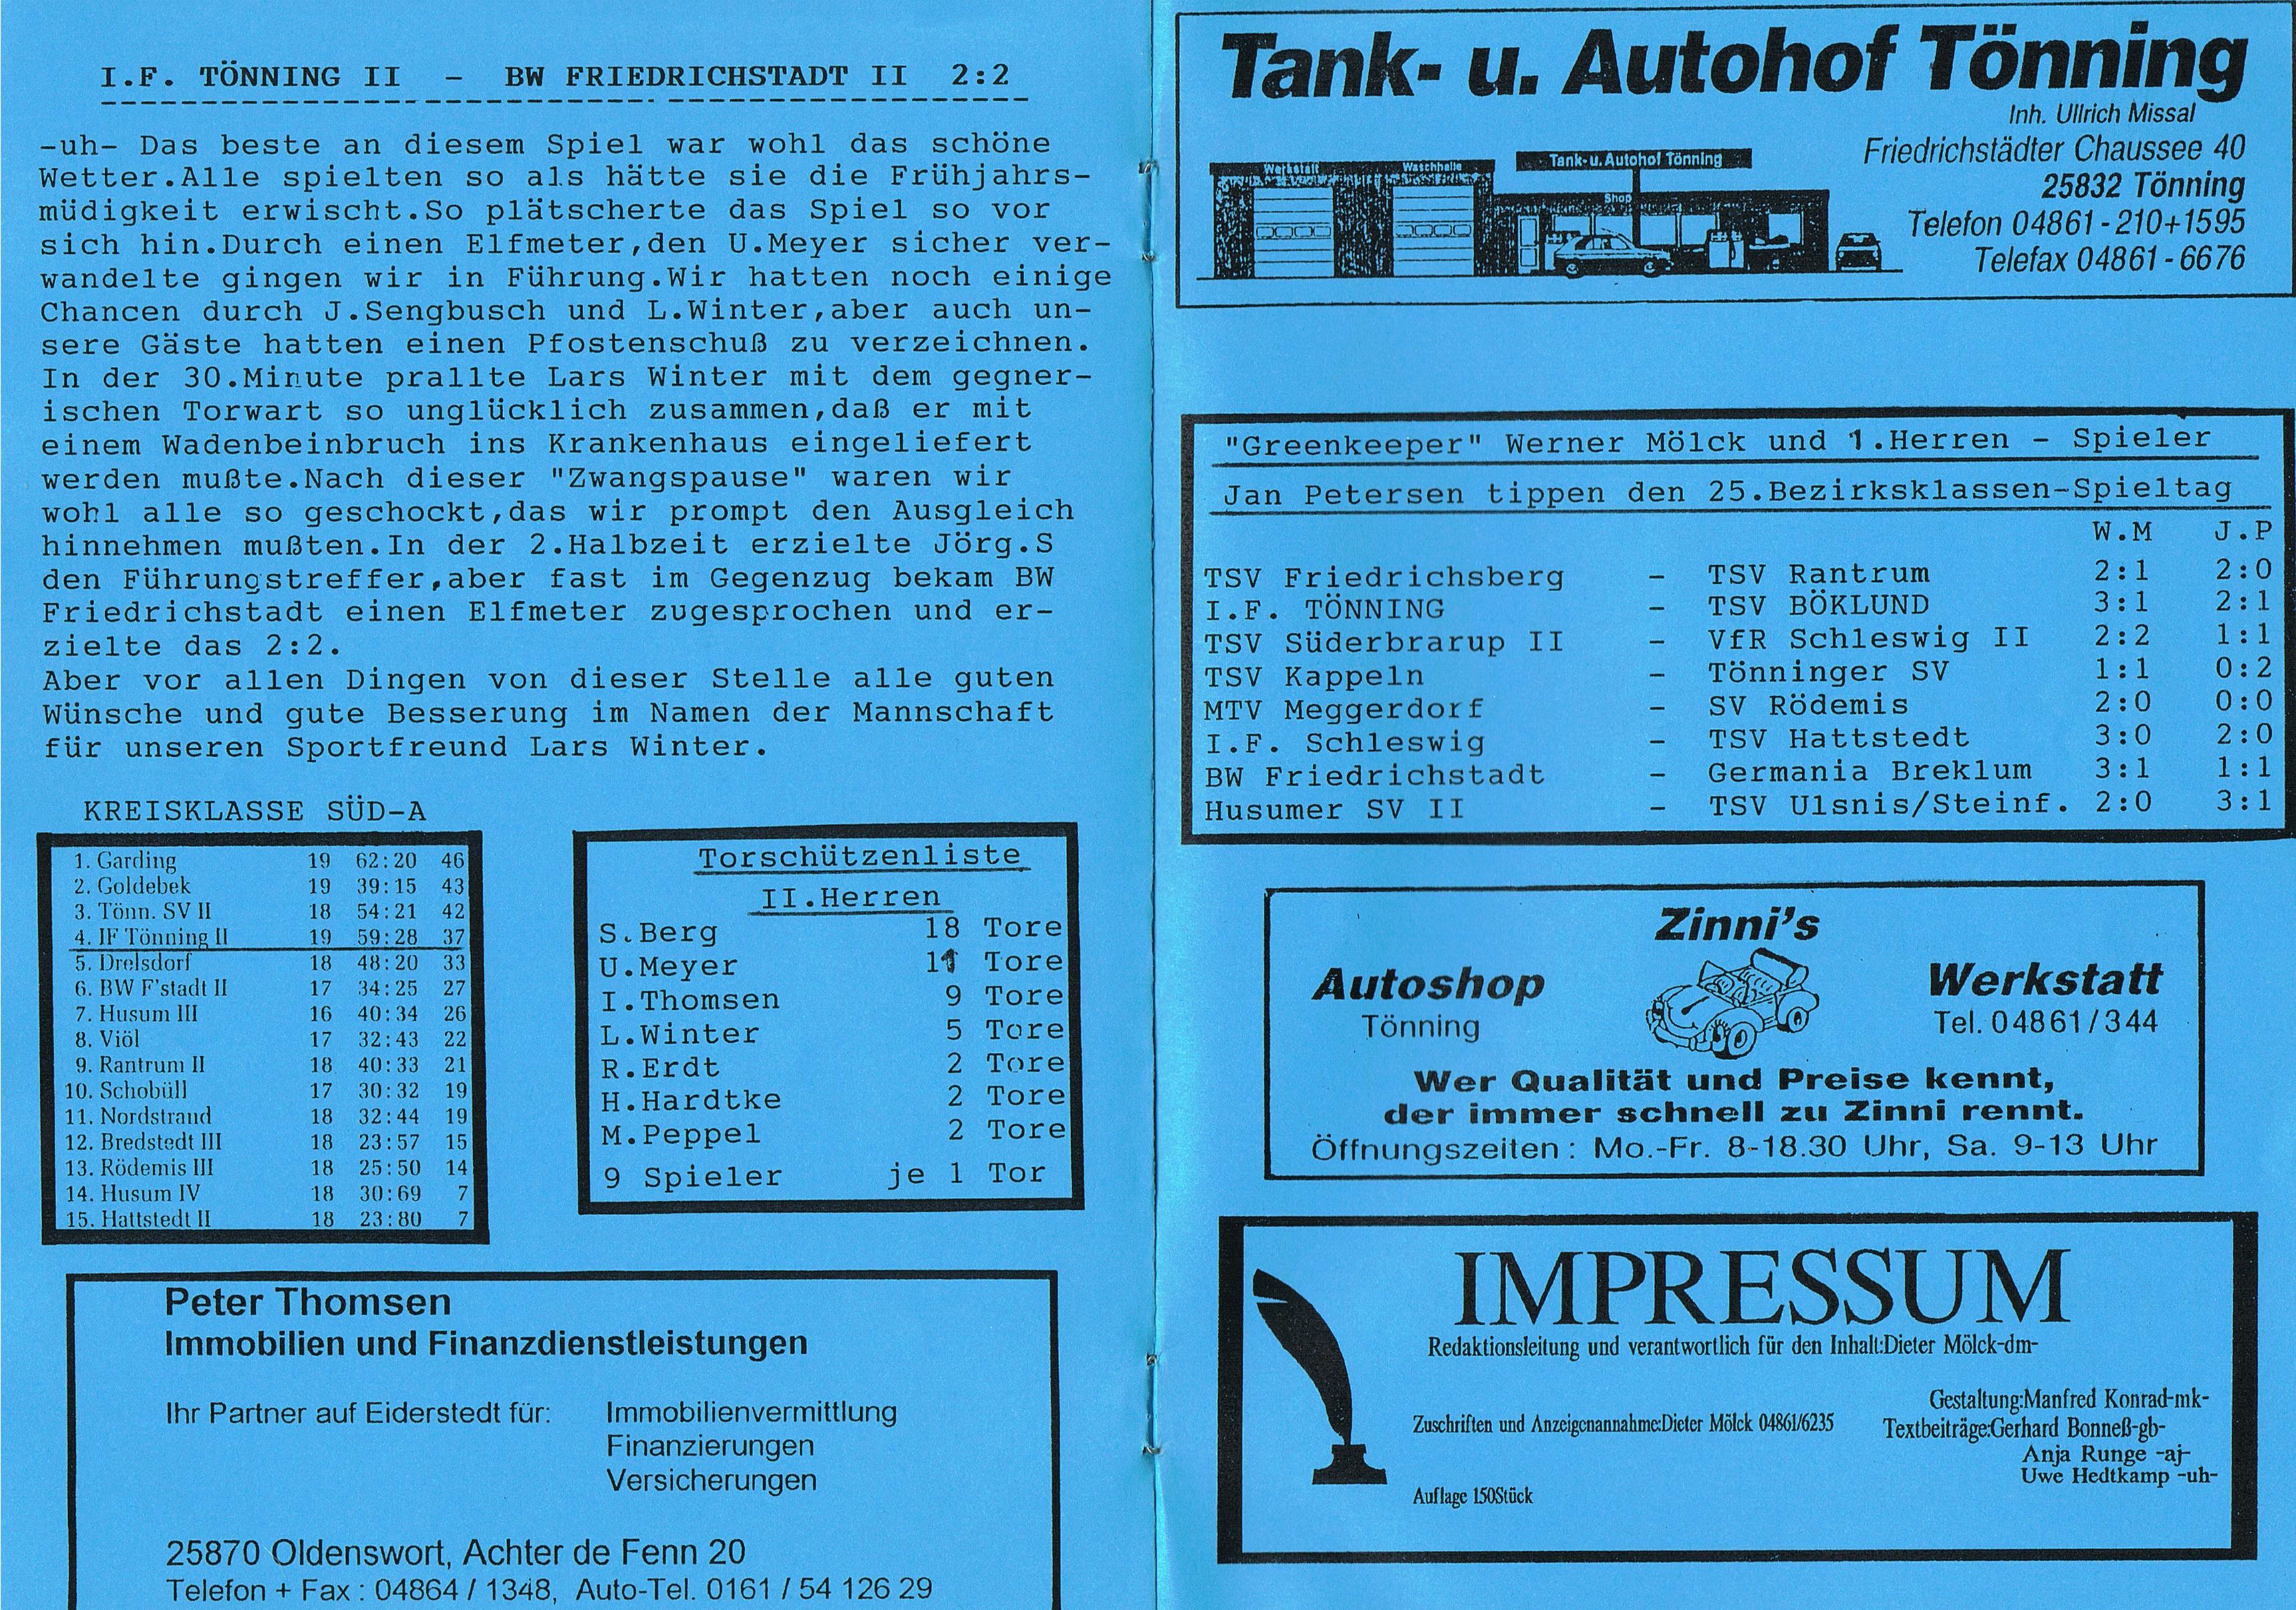 I.F. TÖNNING II - BW FRIEDRICHSTADT II 2:2
-uh- Das beste an diesem Spiel war wohl das schöne
Wetter.Alle spielten so als hätte sie die Frühjahrs-
müdigkeit erwischt.So plätscherte das Spiel so vor
sich hin.Durch einen Elfmeter,den U.Meyer sicher ver-
wandelte gingen wir in Führung.Wir hatten noch einige
Chancen durch J.Sengbusch und L.Winter,aber auch un-
sere Gäste hatten einen Pfostenschuß zu verzeichnen.
In der 30.Minute prallte Lars Winter mit dem gegner-
ischen Torwart so unglücklich zusammen,daß er mit
einem Wadenbeinbruch ins Krankenhaus eingeliefert
werden mußte.Nach dieser "Zwangspause" waren wir
wohl alle so geschockt,das wir prompt den Ausgleich
hinnehmen mußten.In der 2.Halbzeit erzielte Jörg.S
den Führungstreffer,aber fast im Gegenzug bekam BW
Friedrichstadt einen Elfmeter zugesprochen und er-
zielte das 2:2.
Aber vor allen Dingen von dieser Stelle alle guten
Wünsche und gute Besserung im Namen der Mannschaft
für unseren Sportfreund Lars Winter.
KREISKLASSE SÜD-A
1. Garding 19 62:20 46
2. Goldebek 19 39:15 43
3. Tönn. SV II 18 54:21 42
4. IF Tönning II 19 59:28 37
5. Drelsdorf 18 48:20 33
6. BW F'stadt II 17 34:25 27
7. Husum III 16 40:34 26
8. Viöl 17 32:43 22
9. Rantrum II 18 40:33 21
10. Schobüll 17 30:32 19
11. Nordstrand 18 32:44 19
12. Bredstedt III 18 23:57 15
13. Rödemis III 18 25:50 14
14. Husum IV 18 30:69 7
15. Hattstedt II 18 23:80 7
Torschützenliste
II.Herren
S.Berg 18 Tore
U.Meyer 11 Tore
I.Thomsen 9 Tore
L.Winter 5 Tore
R.Erdt 2 Tore
H.Hardtke 2 Tore
M.Peppel 2 Tore
9 Spieler je 1 Tor
Peter Thomsen
Immobilien und Finanzdienstleistungen
Ihr Partner auf Eiderstedt für: Immobilienvermittlung
Finanzierungen
Versicherungen
25870 Oldenswort, Achter de Fenn 20
Telefon + Fax : 04864 / 1348, Auto-Tel. 0161 / 54 126 29
Tank- u. Autohof Tönning
Inh. Ullrich Missal
Friedrichstädter Chaussee 40
25832 Tönning
Telefon 04861-210+1595
Telefax 04861-6676
Werkstatt Waschhalle Tank- u. Autohof Tönning
Shop
"Greenkeeper" Werner Mölck und 1.Herren - Spieler
Jan Petersen tippen den 25.Bezirksklassen-Spieltag
W.M J.P
TSV Friedrichsberg - TSV Rantrum 2:1 2:0
I.F. TÖNNING - TSV BÖKLUND 3:1 2:1
TSV Süderbrarup II - VfR Schleswig II 2:2 1:1
TSV Kappeln - Tönninger SV 1:1 0:2
MTV Meggerdorf - SV Rödemis 2:0 0:0
I.F. Schleswig - TSV Hattstedt 3:0 2:0
BW Friedrichstadt - Germania Breklum 3:1 1:1
Husumer SV II - TSV Ulsnis/Steinf. 2:0 3:1
Zinni's
Autoshop Werkstatt
Tönning Tel. 04861/344
Wer Qualität und Preise kennt,
der immer schnell zu Zinni rennt.
Öffnungszeiten : Mo.-Fr. 8-18.30 Uhr, Sa. 9-13 Uhr
IMPRESSUM
Redaktionsleitung und verantwortlich für den Inhalt:Dieter Mölck-dm-
Gestaltung:Manfred Konrad-mk-
Zuschriften und Anzeigenannahme:Dieter Mölck 04861/6235
Textbeiträge:Gerhard Bonneß-gb-
Anja Runge -aj-
Uwe Hedtkamp -uh-
Auflage 150Stück